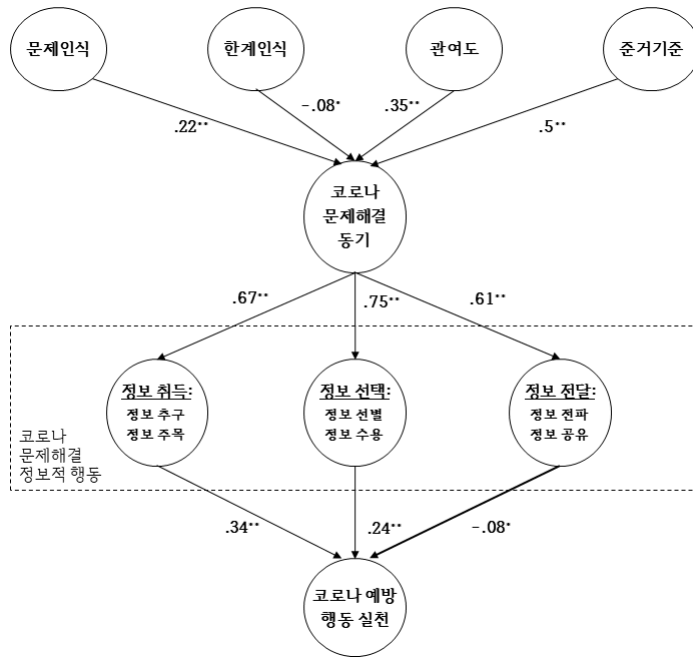 문제인식
한계인식
관여도
준거기준
.22**
-.08*
.35**
.5**
코로나
문제해결
동기
.67**
.75**
.61**
정보 취득:
정보 추구
정보 주목
정보 선택:
정보 선별
정보 수용
정보 전달:
정보 전파
정보 공유
코로나
문제해결
정보적 행동
.34**
.24**
-.08*
코로나 예방
행동 실천